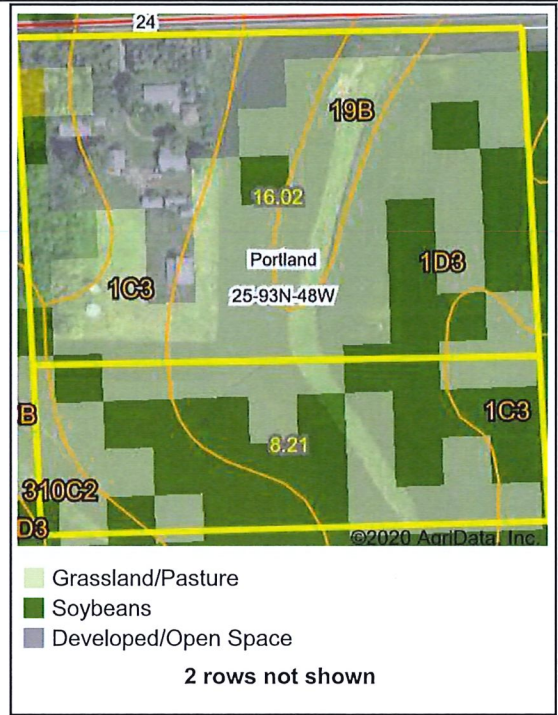 24
19B
16.02
Portland
1D3
25-93N-48W
1C3
B
1C3
8.21
310C2
D3
©2020 AgriData, Inc.
Grassland/Pasture
Soybeans
Developed/Open Space
2 rows not shown